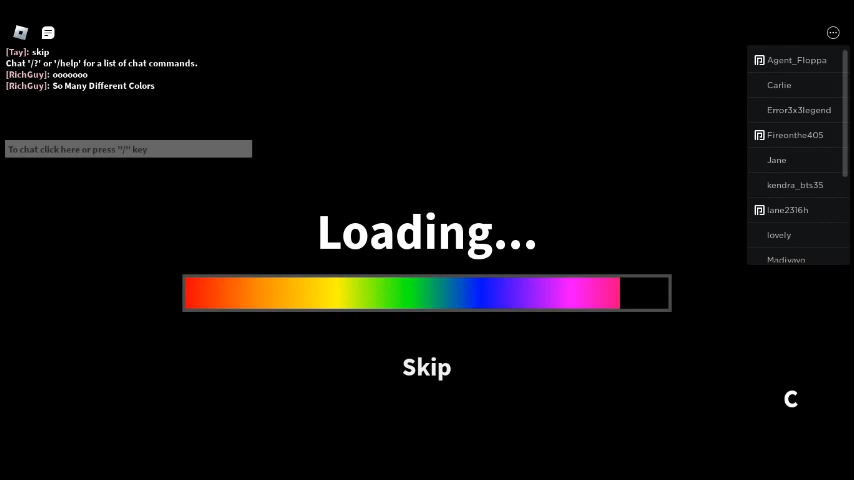 [Tay]: skip
Chat '/?' or '/help' for a list of chat commands.
[RichGuy]: ooooooo
[RichGuy]: So Many Different Colors
To chat click here or press "/" key
Agent_Floppa
Carlie
Error3x3legend
Fireonthe405
Jane
kendra_bts35
lane2316h
lovely
Loading...
Skip
C